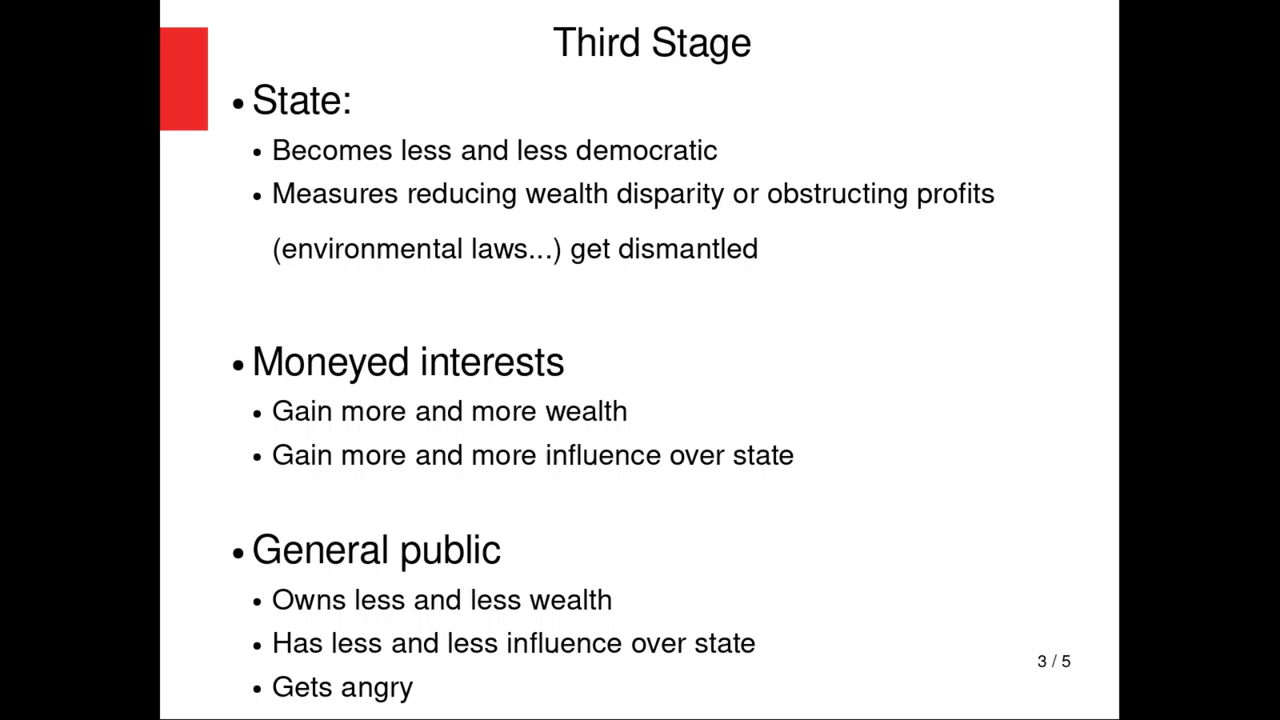 Third Stage
• State:
• Becomes less and less democratic
• Measures reducing wealth disparity or obstructing profits
(environmental laws...) get dismantled
• Moneyed interests
• Gain more and more wealth
• Gain more and more influence over state
• General public
• Owns less and less wealth
• Has less and less influence over state
• Gets angry
3 / 5